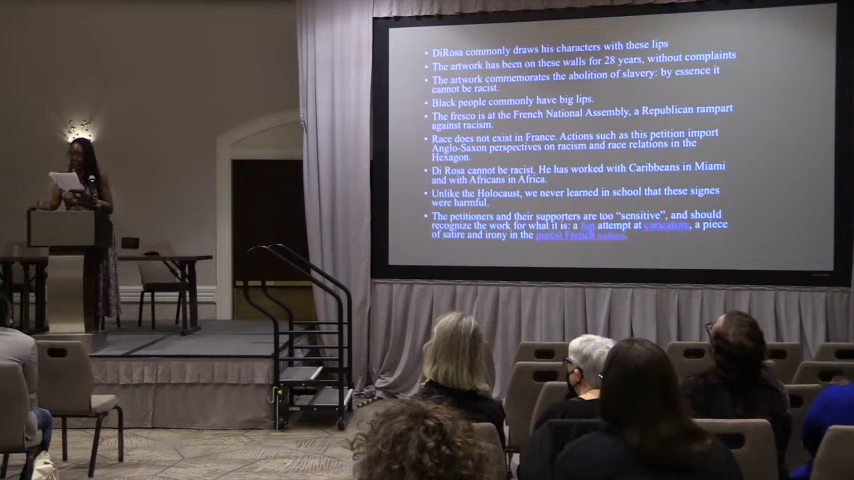 • DiRosa commonly draws his characters with these lips
• The artwork has been on these walls for 28 years, without complaints
• The artwork commemorates the abolition of slavery: by essence it
cannot be racist.
• Black people commonly have big lips.
• The fresco is at the French National Assembly, a Republican rampart
against racism.
• Race does not exist in France. Actions such as this petition import
Anglo-Saxon perspectives on racism and race relations in the
Hexagon.
• Di Rosa cannot be racist. He has worked with Caribbeans in Miami
and with Africans in Africa.
• Unlike the Holocaust, we never learned in school that these signes
were harmful.
• The petitioners and their supporters are too “sensitive”, and should
recognize the work for what it is: a fun attempt at caricature, a piece
of satire and irony in the purest French